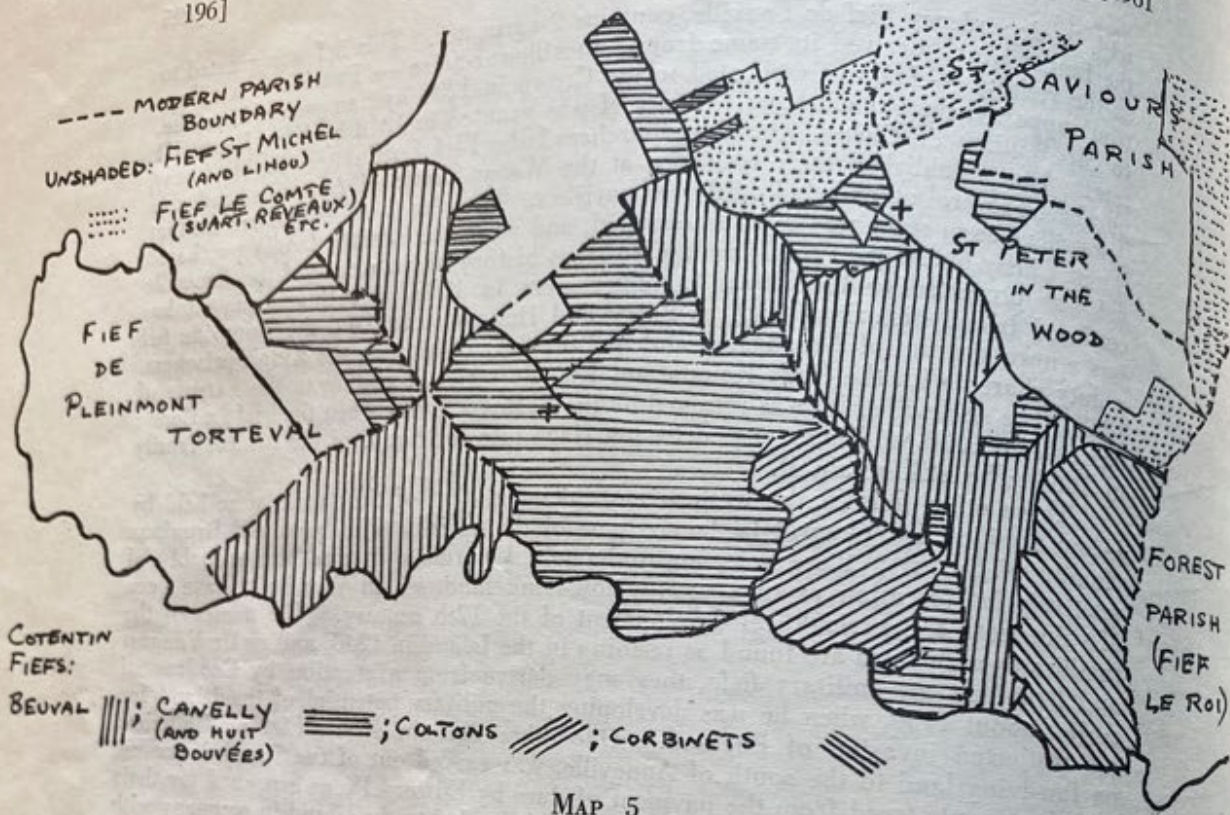 196]
MODERN PARISH
BOUNDARY
UNSHADED: FIEF ST MICHEL
(AND LIHOU)
FIEF LE COMTE
(SUART, REVEAUX)
ETC.
ST SAVIOUR'S
PARISH
ST PETER
IN THE
WOOD
FIEF
DE
PLEINMONT
TORTEVAL
FOREST
PARISH
(FIEF
LE ROI)
COTENTIN
FIEFS:
BEUVAL ; CANELLY
(AND HUIT
BOUVÉES)
; COLTONS
; CORBINETS
MAP 5